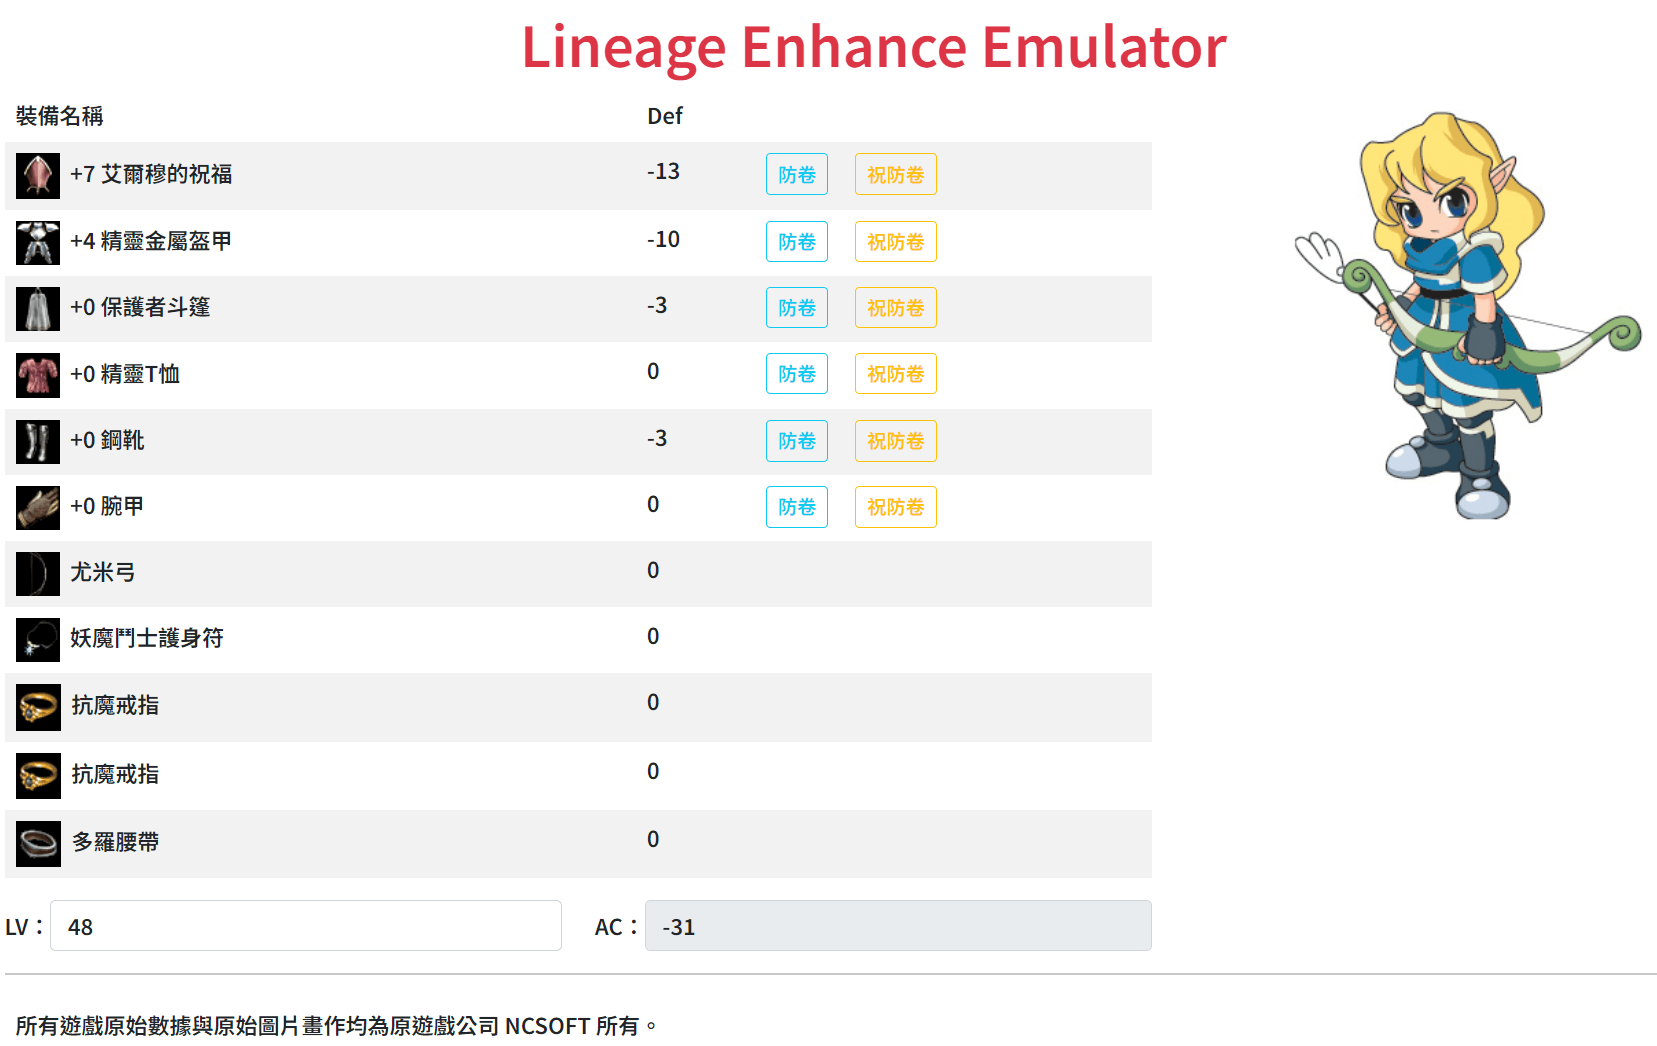 Lineage Enhance Emulator
裝備名稱 Def
+7 艾爾穆的祝福 -13 防卷 祝防卷
+4 精靈金屬盔甲 -10 防卷 祝防卷
+0 保護者斗篷 -3 防卷 祝防卷
+0 精靈T恤 0 防卷 祝防卷
+0 鋼靴 -3 防卷 祝防卷
+0 腕甲 0 防卷 祝防卷
尤米弓 0
妖魔鬥士護身符 0
抗魔戒指 0
抗魔戒指 0
多羅腰帶 0
LV： 48 AC： -31
所有遊戲原始數據與原始圖片畫作均為原遊戲公司 NCSOFT 所有。